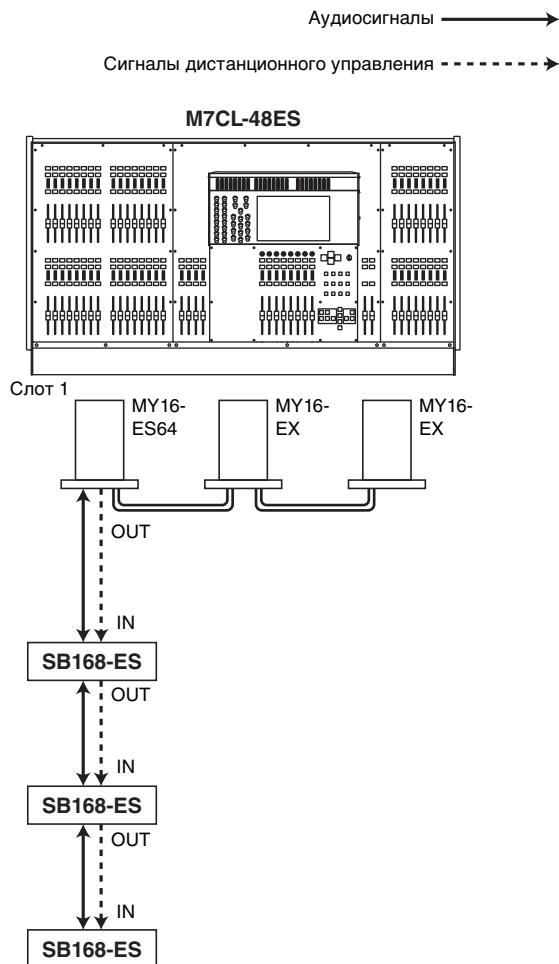 Аудиосигналы
Сигналы дистанционного управления
M7CL-48ES
Слот 1
MY16-
ES64
MY16-
EX
MY16-
EX
OUT
IN
SB168-ES
OUT
IN
SB168-ES
OUT
IN
SB168-ES